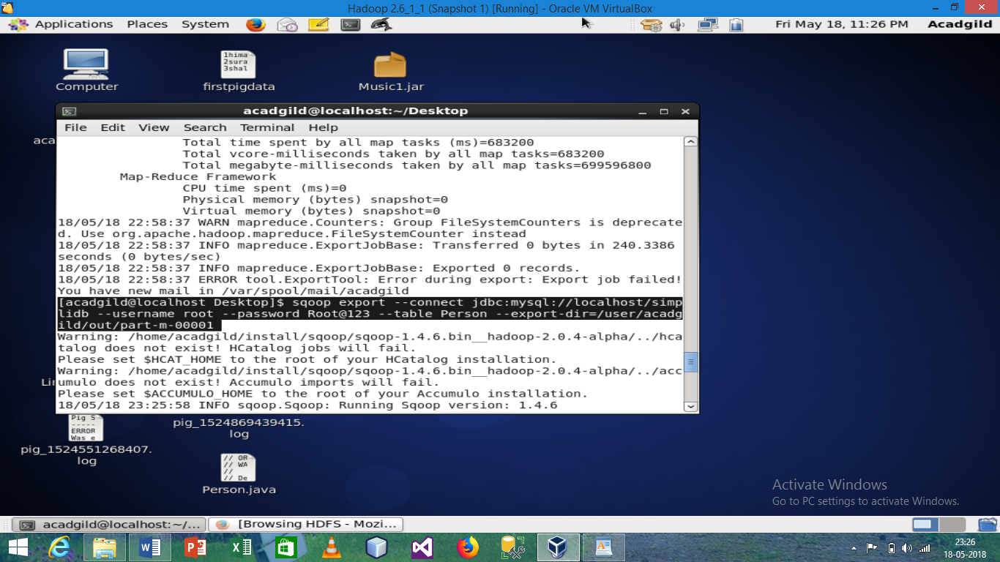 Hadoop 2.6_1_1 (Snapshot 1) [Running] - Oracle VM VirtualBox
Applications Places System Fri May 18, 11:26 PM Acadgild
1hima
2sura
3shal
Computer firstpigdata Music1.jar
aca
acadgild@localhost:~/Desktop
File Edit View Search Terminal Help
Total time spent by all map tasks (ms)=683200
Total vcore-milliseconds taken by all map tasks=683200
Total megabyte-milliseconds taken by all map tasks=699596800
Map-Reduce Framework
CPU time spent (ms)=0
Physical memory (bytes) snapshot=0
Virtual memory (bytes) snapshot=0
18/05/18 22:58:37 WARN mapreduce.Counters: Group FileSystemCounters is deprecate
d. Use org.apache.hadoop.mapreduce.FileSystemCounter instead
18/05/18 22:58:37 INFO mapreduce.ExportJobBase: Transferred 0 bytes in 240.3386
seconds (0 bytes/sec)
18/05/18 22:58:37 INFO mapreduce.ExportJobBase: Exported 0 records.
18/05/18 22:58:37 ERROR tool.ExportTool: Error during export: Export job failed!
You have new mail in /var/spool/mail/acadgild
[acadgild@localhost Desktop]$ sqoop export --connect jdbc:mysql://localhost/simp
lidb --username root --password Root@123 --table Person --export-dir=/user/acadg
ild/out/part-m-00001
Warning: /home/acadgild/install/sqoop/sqoop-1.4.6.bin__hadoop-2.0.4-alpha/../hca
talog does not exist! HCatalog jobs will fail.
Please set $HCAT_HOME to the root of your HCatalog installation.
Warning: /home/acadgild/install/sqoop/sqoop-1.4.6.bin__hadoop-2.0.4-alpha/../acc
umulo does not exist! Accumulo imports will fail.
Please set $ACCUMULO_HOME to the root of your Accumulo installation.
18/05/18 23:25:58 INFO sqoop.Sqoop: Running Sqoop version: 1.4.6
Li
Pig S
-----
ERROR
Was e
pig_1524551268407.
log
pig_1524869439415.
log
// OR
// WA
//
// De
Person.java
Activate Windows
Go to PC settings to activate Windows.
acadgild@localhost:~/... [Browsing HDFS - Mozi...
23:26
18-05-2018